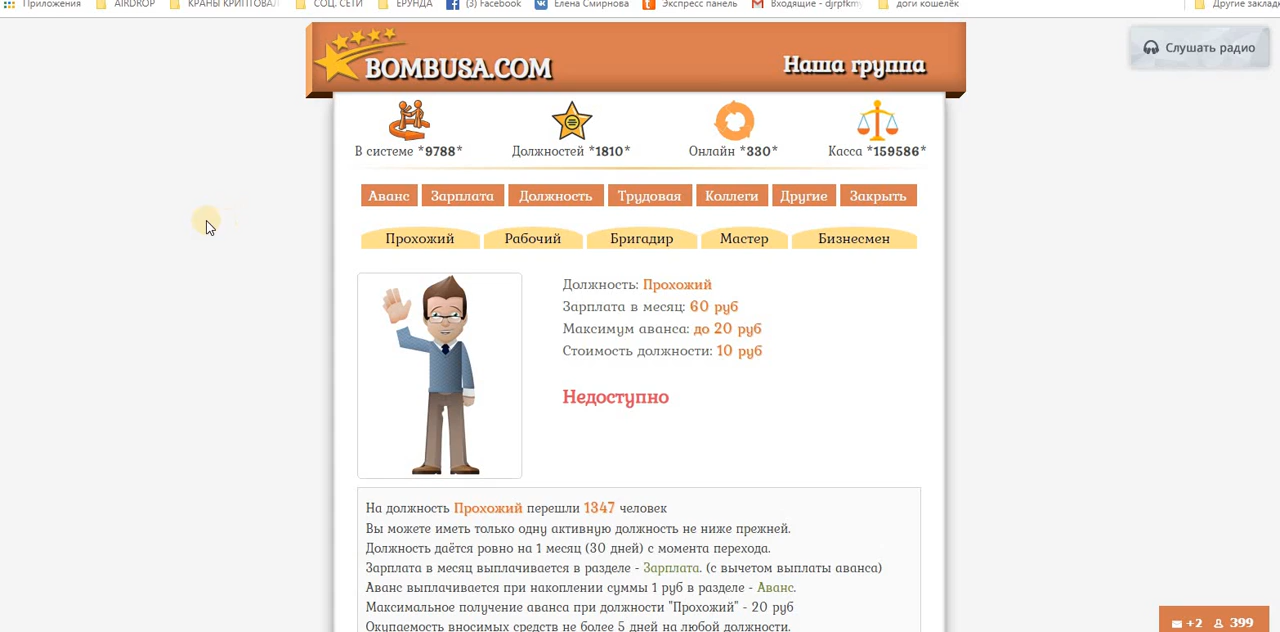 Приложения AIRDROP КРАНЫ КРИПТОВАЛ СОЦ. СЕТИ ЕРУНДА (3) Facebook Елена Смирнова Экспресс панель Входящие - djrpfkmy доги кошелёк Другие заклад
BOMBUSA.COM
Наша группа
Слушать радио
В системе *9788* Должностей *1810* Онлайн *330* Касса *159586*
Аванс Зарплата Должность Трудовая Коллеги Другие Закрыть
Прохожий Рабочий Бригадир Мастер Бизнесмен
Должность: Прохожий
Зарплата в месяц: 60 руб
Максимум аванса: до 20 руб
Стоимость должности: 10 руб
Недоступно
На должность Прохожий перешли 1347 человек
Вы можете иметь только одну активную должность не ниже прежней.
Должность даётся ровно на 1 месяц (30 дней) с момента перехода.
Зарплата в месяц выплачивается в разделе - Зарплата. (с вычетом выплаты аванса)
Аванс выплачивается при накоплении суммы 1 руб в разделе - Аванс.
Максимальное получение аванса при должности "Прохожий" - 20 руб
Окупаемость вносимых средств не более 5 дней на любой должности.
+2 399